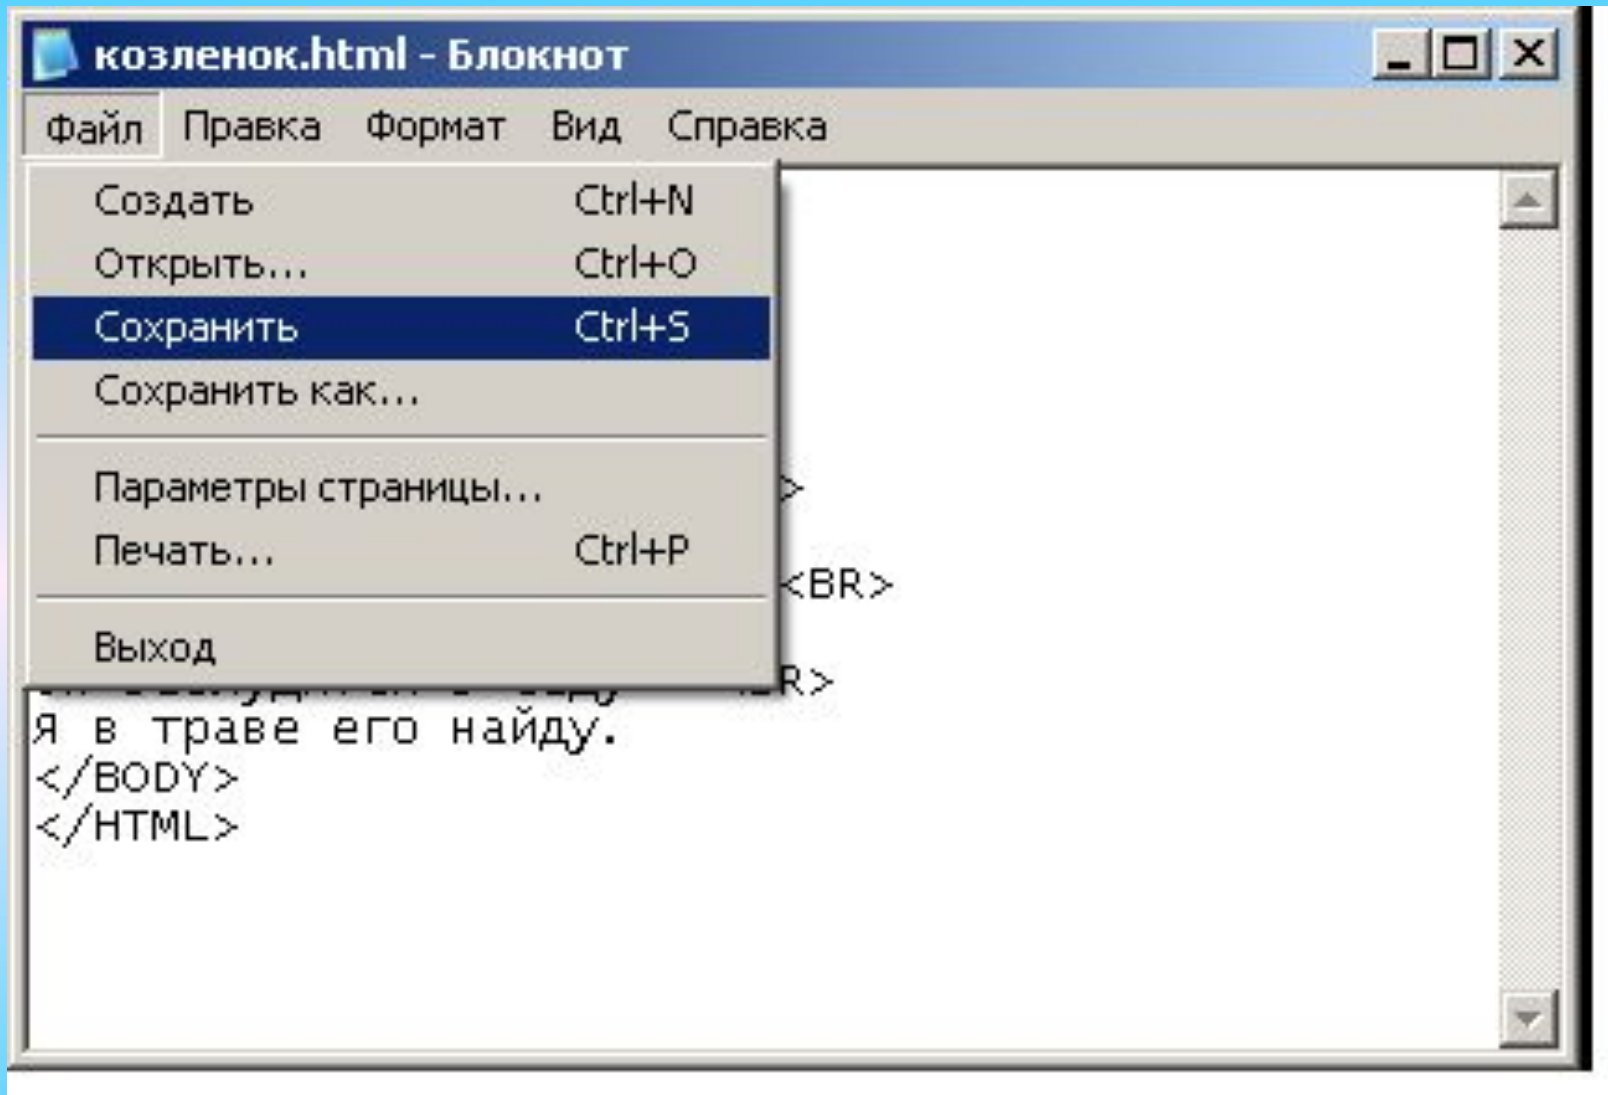 козленок.html - Блокнот
Файл Правка Формат Вид Справка
Создать Ctrl+N
Открыть... Ctrl+O
Сохранить Ctrl+S
Сохранить как...
Параметры страницы...
>
Печать... Ctrl+P
<BR>
Выход
R>
Я в траве его найду.
</BODY>
</HTML>